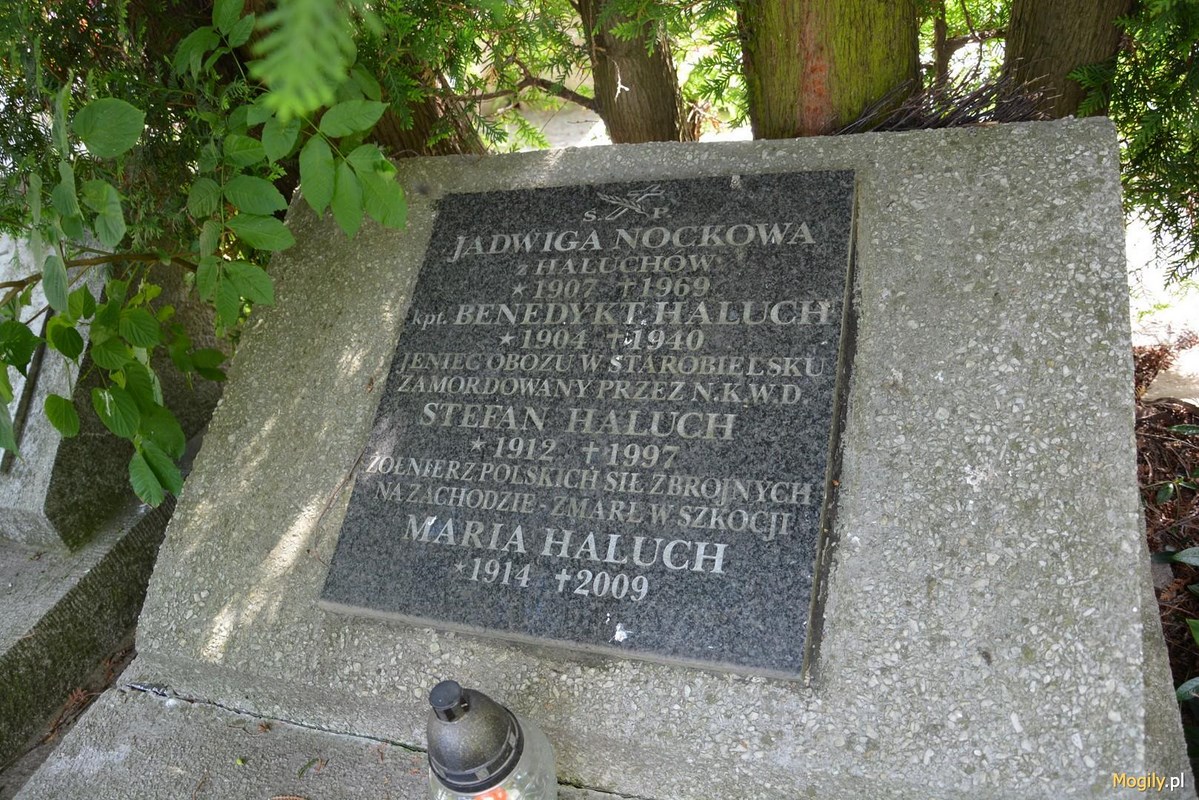 Ś. P.
JADWIGA NOCKOWA
z HALUCHÓW
* 1907 † 1969
kpt. BENEDYKT HALUCH
* 1904 † 1940
JENIEC OBOZU W STAROBIELSKU
ZAMORDOWANY PRZEZ N.K.W.D.
STEFAN HALUCH
* 1912 † 1997
ŻOŁNIERZ POLSKICH SIŁ ZBROJNYCH
NA ZACHODZIE - ZMARŁ W SZKOCJI
MARIA HALUCH
* 1914 † 2009
Mogily.pl